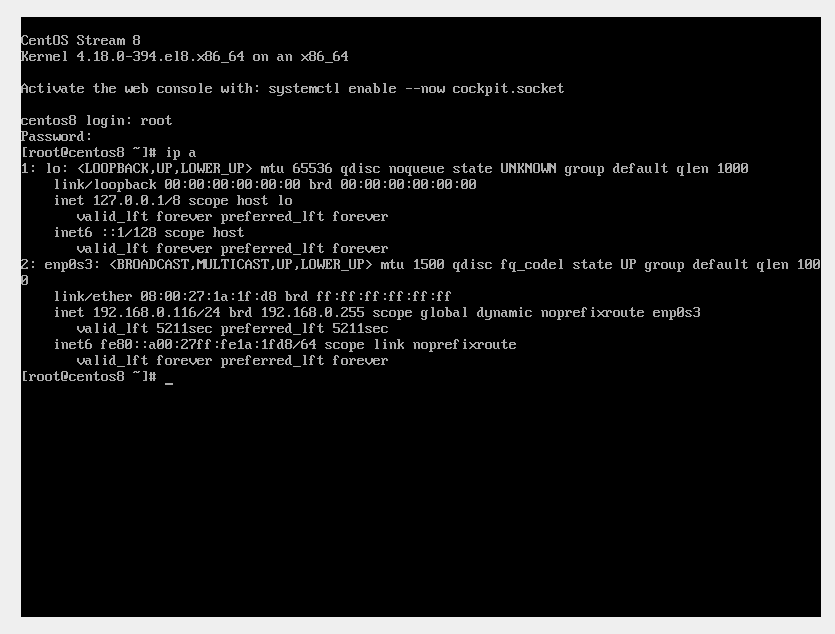 CentOS Stream 8
Kernel 4.18.0-394.el8.x86_64 on an x86_64
Activate the web console with: systemctl enable --now cockpit.socket
centos8 login: root
Password:
[root@centos8 ~]# ip a
1: lo: <LOOPBACK,UP,LOWER_UP> mtu 65536 qdisc noqueue state UNKNOWN group default qlen 1000
    link/loopback 00:00:00:00:00:00 brd 00:00:00:00:00:00
    inet 127.0.0.1/8 scope host lo
       valid_lft forever preferred_lft forever
    inet6 ::1/128 scope host
       valid_lft forever preferred_lft forever
2: enp0s3: <BROADCAST,MULTICAST,UP,LOWER_UP> mtu 1500 qdisc fq_codel state UP group default qlen 100
0
    link/ether 08:00:27:1a:1f:d8 brd ff:ff:ff:ff:ff:ff
    inet 192.168.0.116/24 brd 192.168.0.255 scope global dynamic noprefixroute enp0s3
       valid_lft 5211sec preferred_lft 5211sec
    inet6 fe80::a00:27ff:fe1a:1fd8/64 scope link noprefixroute
       valid_lft forever preferred_lft forever
[root@centos8 ~]# _